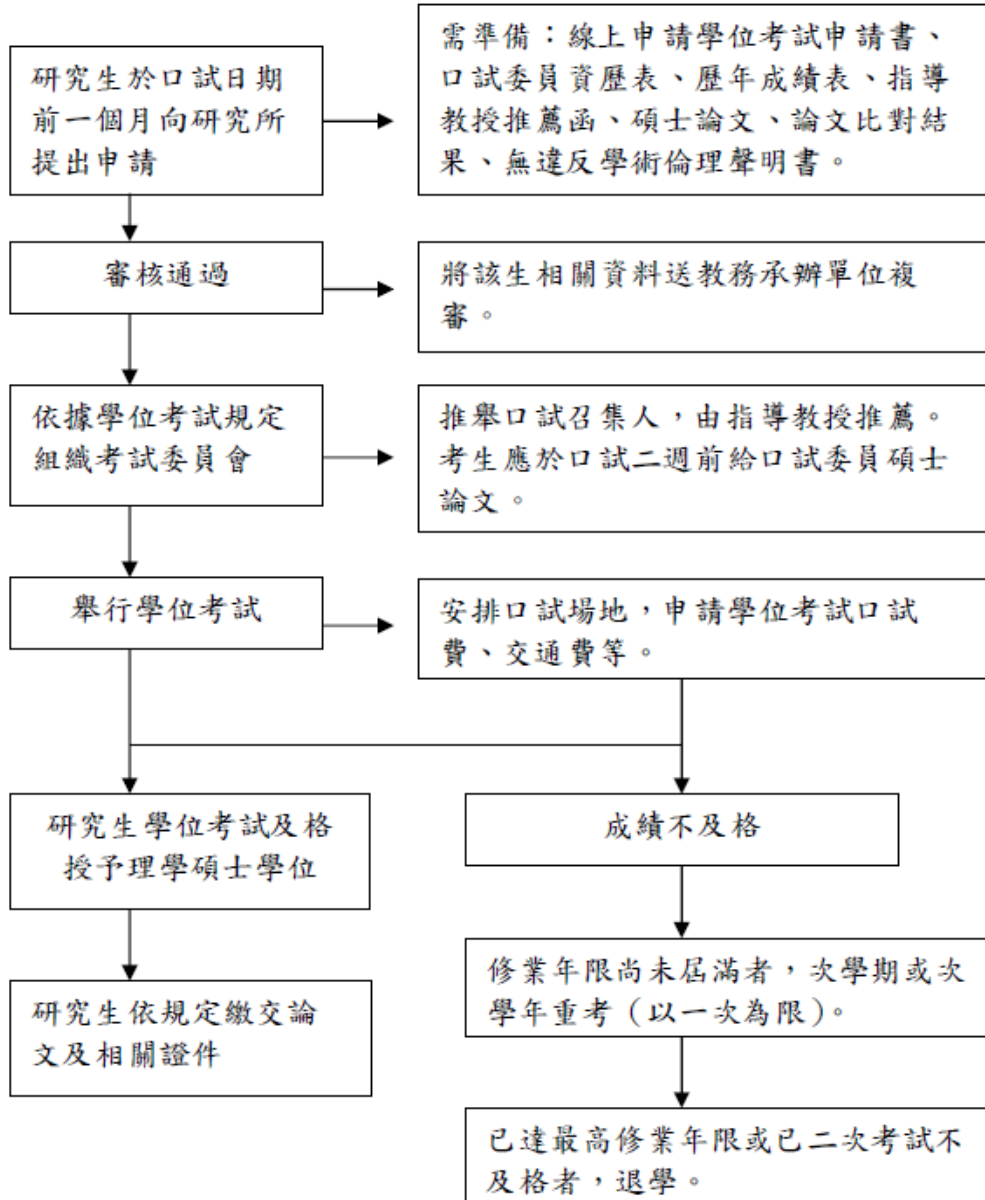 研究生於口試日期
前一個月向研究所
提出申請
需準備：線上申請學位考試申請書、
口試委員資歷表、歷年成績表、指導
教授推薦函、碩士論文、論文比對結
果、無違反學術倫理聲明書。
審核通過
將該生相關資料送教務承辦單位複
審。
依據學位考試規定
組織考試委員會
推舉口試召集人，由指導教授推薦。
考生應於口試二週前給口試委員碩士
論文。
舉行學位考試
安排口試場地，申請學位考試口試
費、交通費等。
研究生學位考試及格
授予理學碩士學位
成績不及格
研究生依規定繳交論
文及相關證件
修業年限尚未屆滿者，次學期或次
學年重考（以一次為限）。
已達最高修業年限或已二次考試不
及格者，退學。